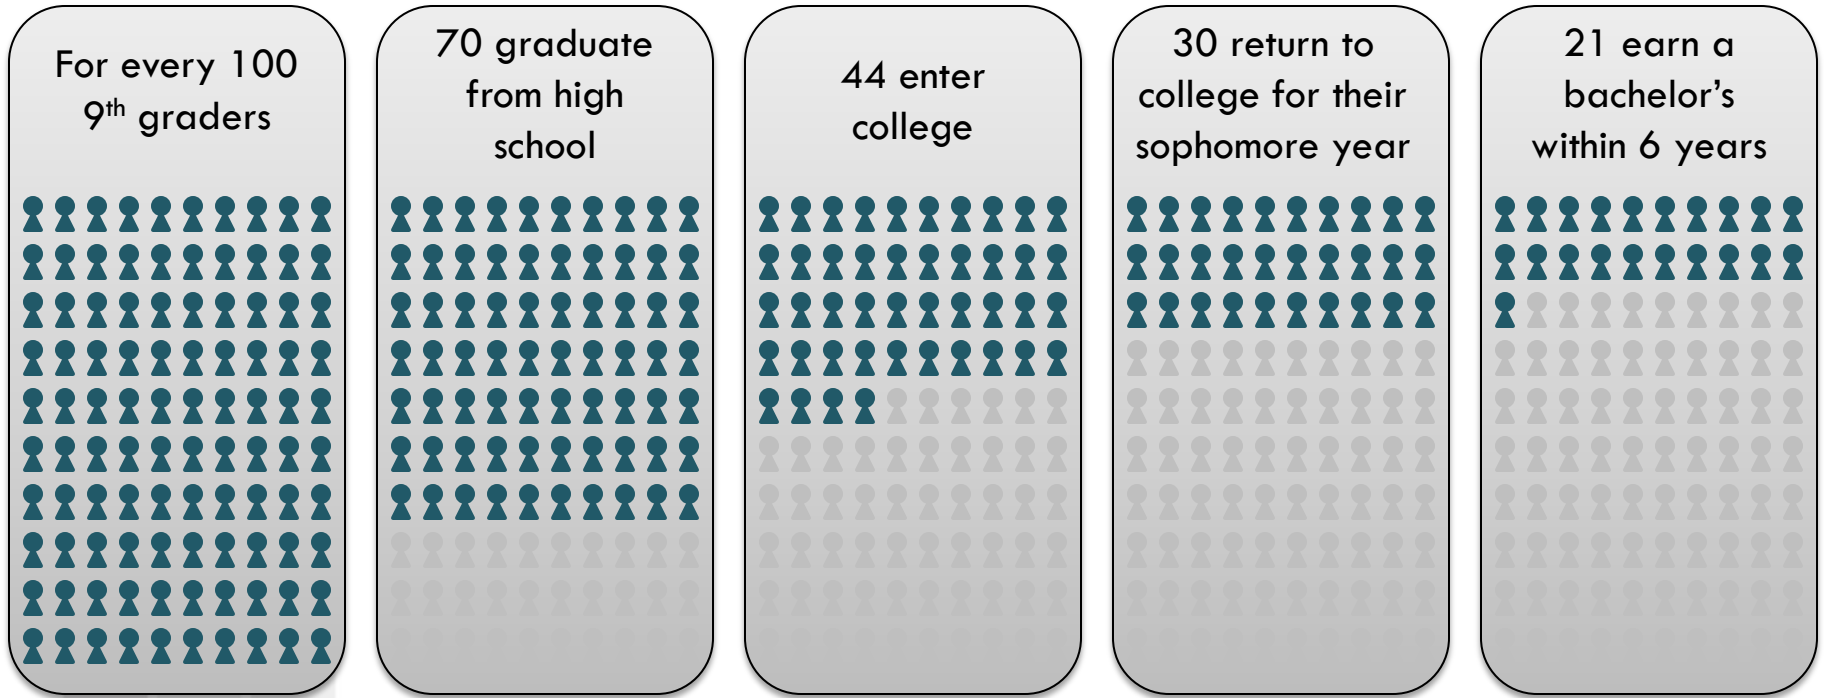 For every 100
9th graders
70 graduate
from high
school
44 enter
college
30 return to
college for their
sophomore year
21 earn a
bachelor’s
within 6 years